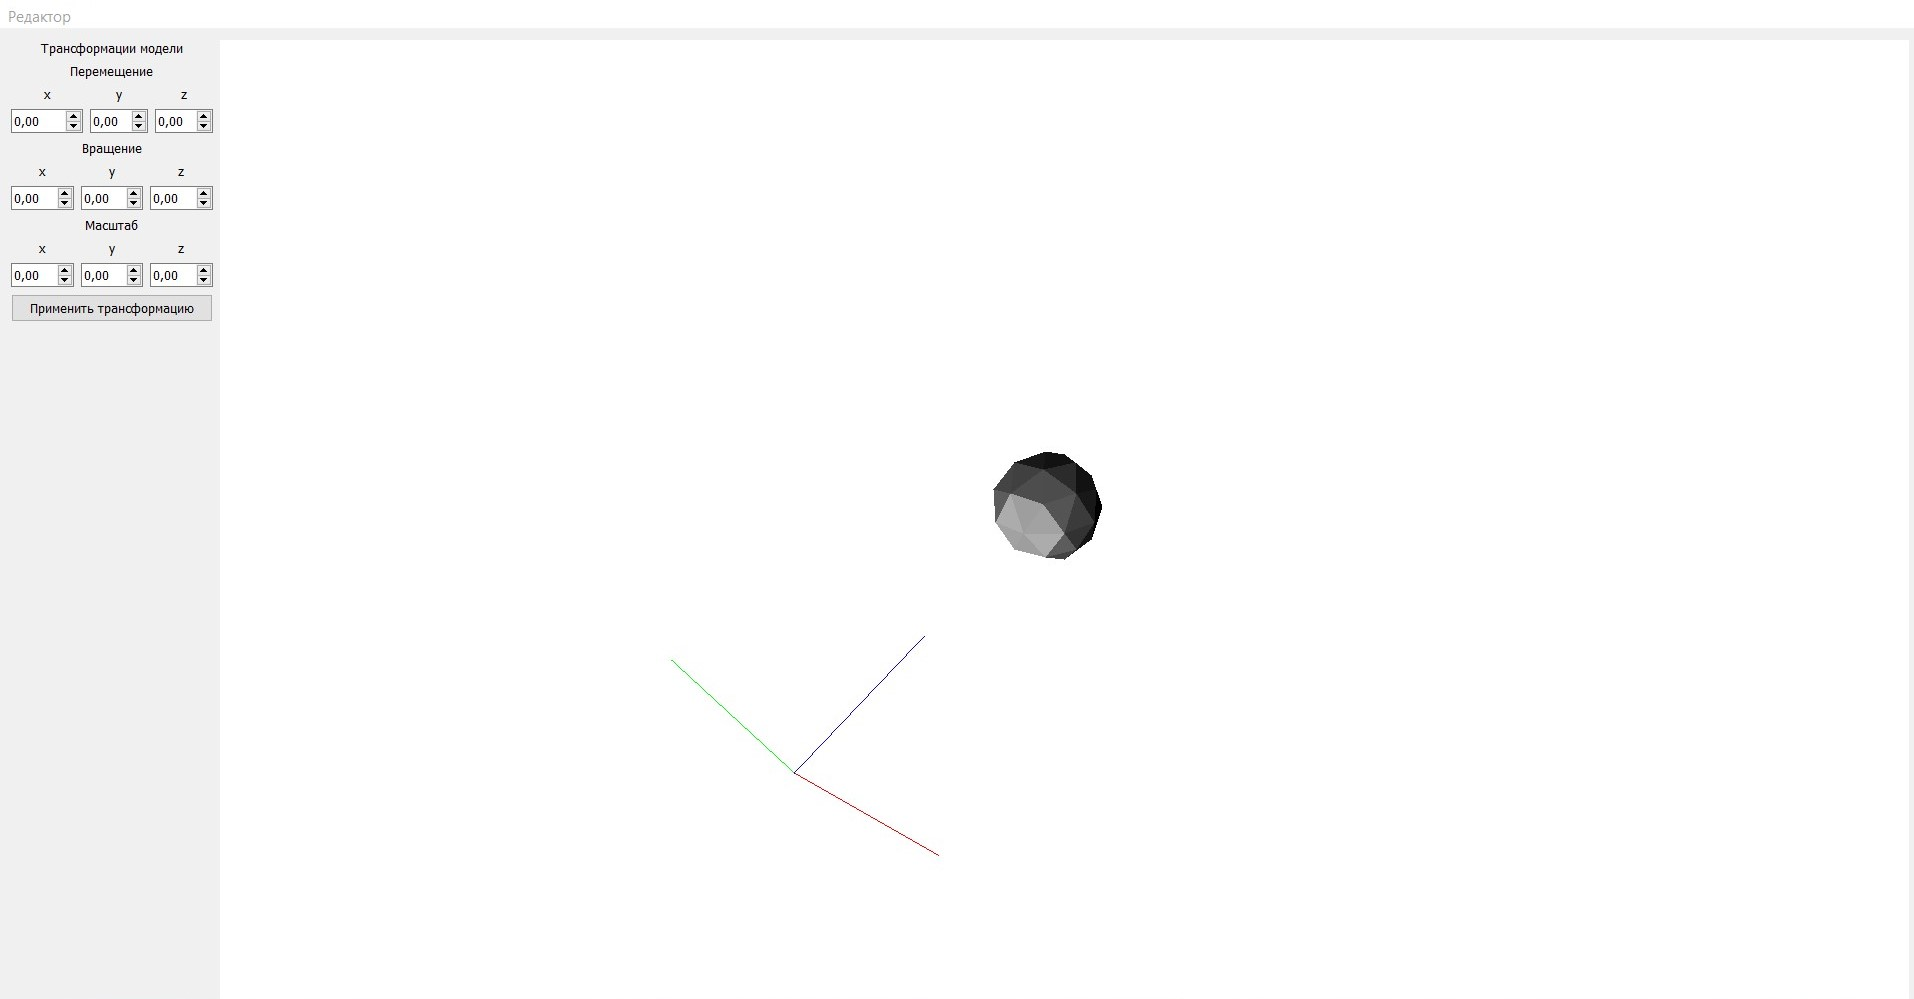 Редактор
Трансформации модели
Перемещение
x y z
0,00 0,00 0,00
Вращение
x y z
0,00 0,00 0,00
Масштаб
x y z
0,00 0,00 0,00
Применить трансформацию